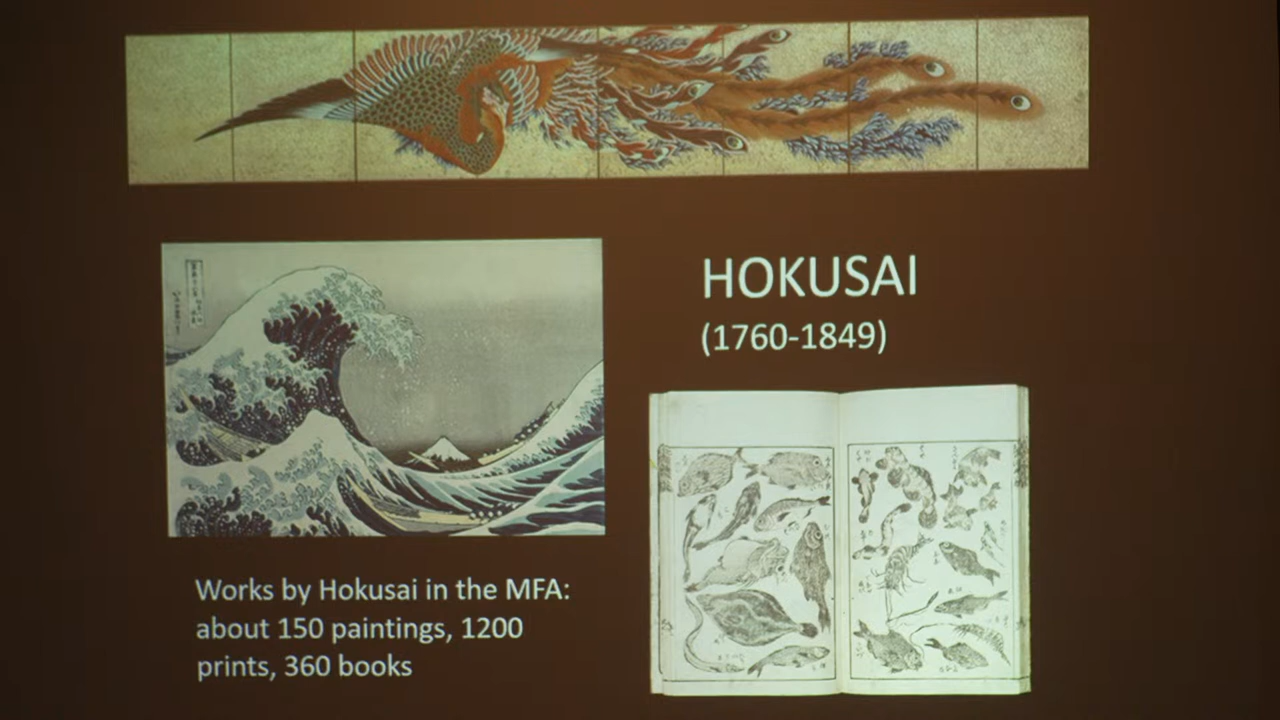 HOKUSAI
(1760-1849)
Works by Hokusai in the MFA:
about 150 paintings, 1200
prints, 360 books